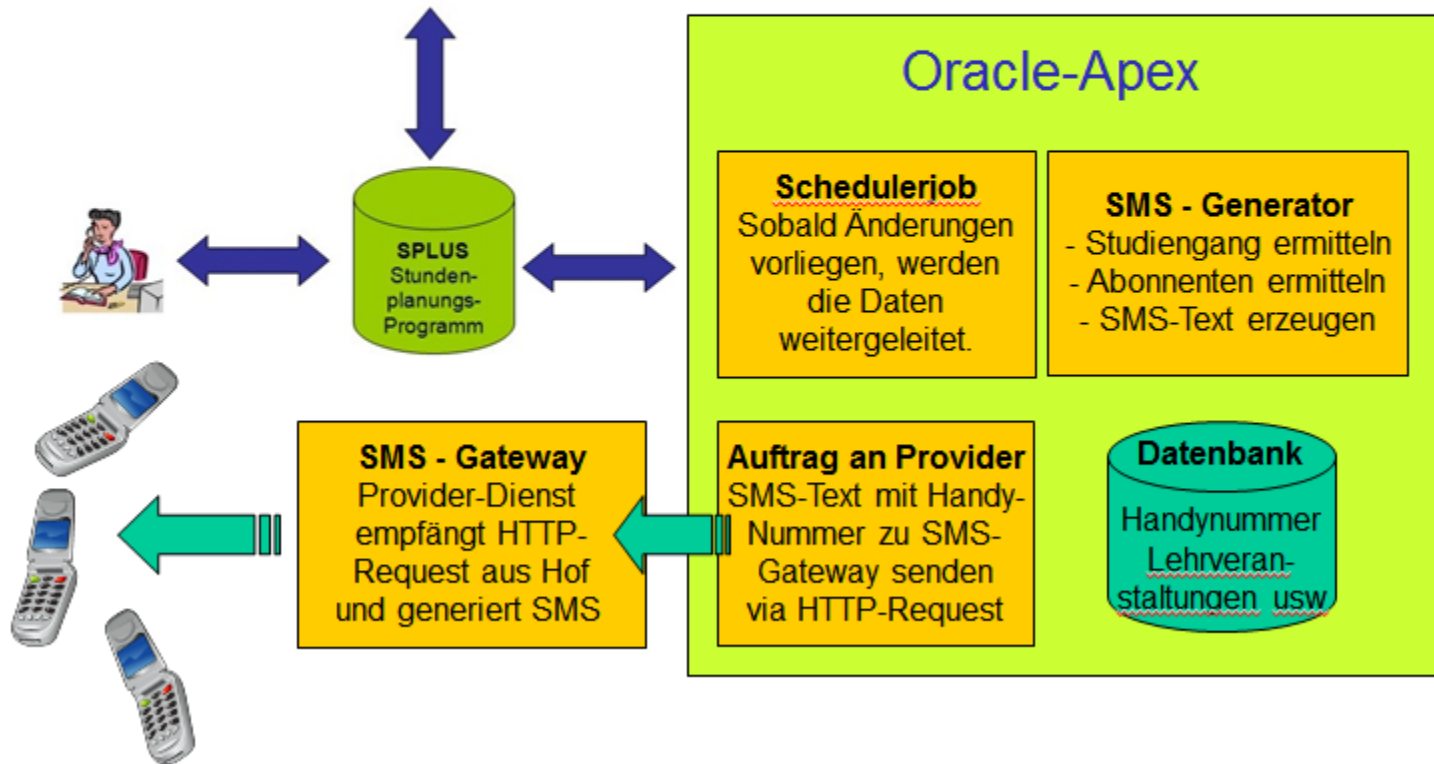 Oracle-Apex
SPLUS
Stunden-
planungs-
Programm
Schedulerjob
Sobald Änderungen
vorliegen, werden
die Daten
weitergeleitet.
SMS - Generator
- Studiengang ermitteln
- Abonnenten ermitteln
- SMS-Text erzeugen
SMS - Gateway
Provider-Dienst
empfängt HTTP-
Request aus Hof
und generiert SMS
Auftrag an Provider
SMS-Text mit Handy-
Nummer zu SMS-
Gateway senden
via HTTP-Request
Datenbank
Handynummer
Lehrveran-
staltungen usw